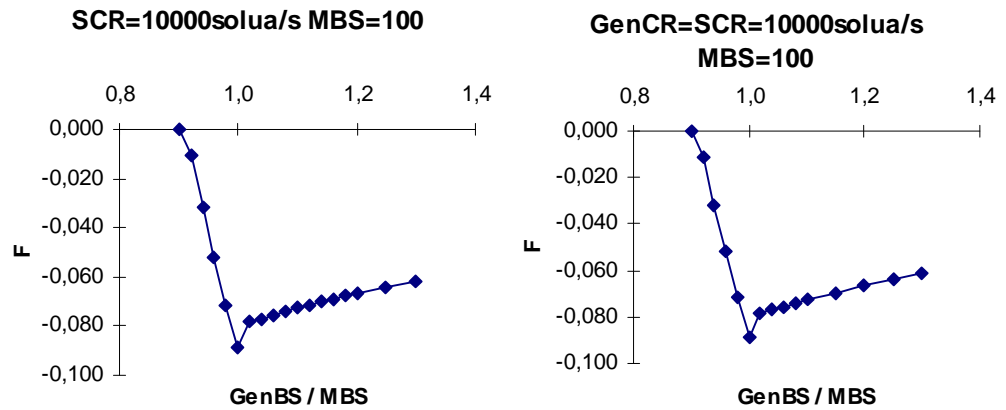 SCR=10000solua/s MBS=100
0,8 1,0 1,2 1,4
0,000
-0,020
-0,040
-0,060
-0,080
-0,100
F
GenBS / MBS
GenCR=SCR=10000solua/s
MBS=100
0,8 1,0 1,2 1,4
0,000
-0,020
-0,040
-0,060
-0,080
-0,100
F
GenBS / MBS